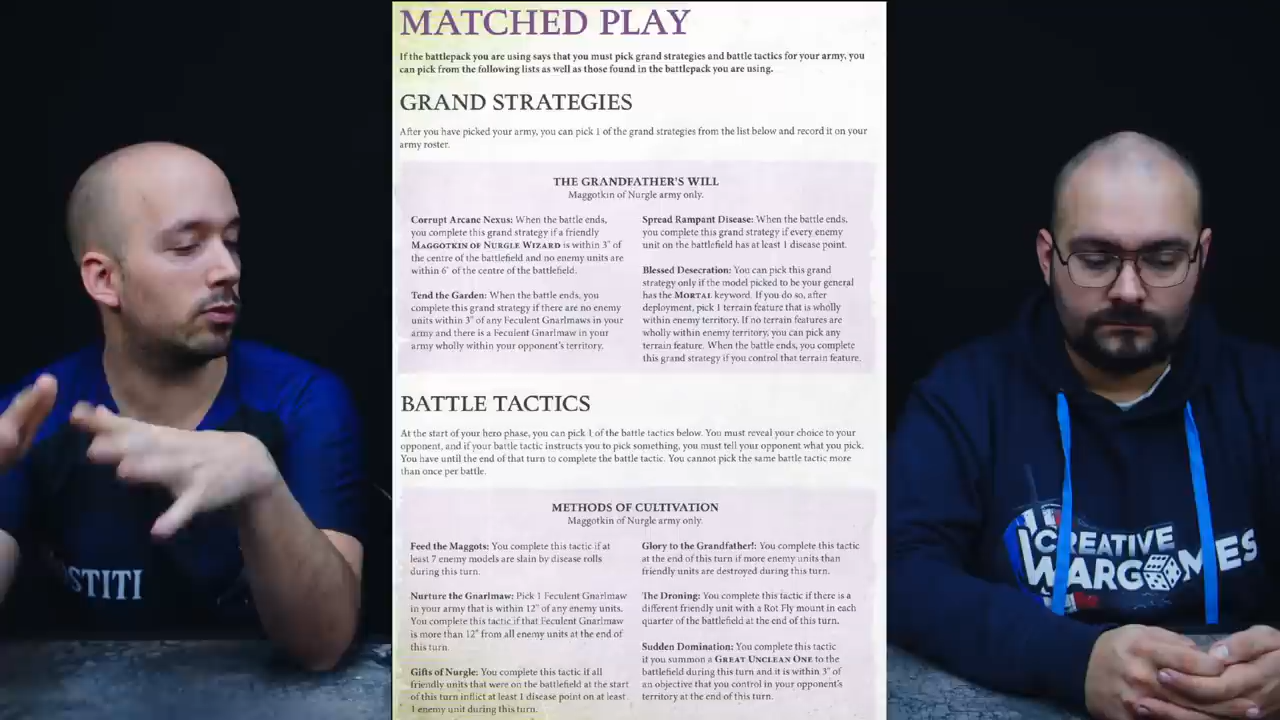 MATCHED PLAY
If the battlepack you are using says that you must pick grand strategies and battle tactics for your army, you
can pick from the following lists as well as those found in the battlepack you are using.
GRAND STRATEGIES
After you have picked your army, you can pick 1 of the grand strategies from the list below and record it on your
army roster.
THE GRANDFATHER'S WILL
Maggotkin of Nurgle army only.
Corrupt Arcane Nexus: When the battle ends,
you complete this grand strategy if a friendly
MAGGOTKIN OF NURGLE WIZARD is within 3" of
the centre of the battlefield and no enemy units are
within 6" of the centre of the battlefield.
Tend the Garden: When the battle ends, you
complete this grand strategy if there are no enemy
units within 3" of any Feculent Gnarlmaws in your
army and there is a Feculent Gnarlmaw in your
army wholly within your opponent's territory.
Spread Rampant Disease: When the battle ends,
you complete this grand strategy if every enemy
unit on the battlefield has at least 1 disease point.
Blessed Desecration: You can pick this grand
strategy only if the model picked to be your general
has the MORTAL keyword. If you do so, after
deployment, pick 1 terrain feature that is wholly
within enemy territory. If no terrain features are
wholly within enemy territory, you can pick any
terrain feature. When the battle ends, you complete
this grand strategy if you control that terrain feature.
BATTLE TACTICS
At the start of your hero phase, you can pick 1 of the battle tactics below. You must reveal your choice to your
opponent, and if your battle tactic instructs you to pick something, you must tell your opponent what you pick.
You have until the end of that turn to complete the battle tactic. You cannot pick the same battle tactic more
than once per battle.
METHODS OF CULTIVATION
Maggotkin of Nurgle army only.
Feed the Maggots: You complete this tactic if at
least 7 enemy models are slain by disease rolls
during this turn.
Nurture the Gnarlmaw: Pick 1 Feculent Gnarlmaw
in your army that is within 12" of any enemy units.
You complete this tactic if that Feculent Gnarlmaw
is more than 12" from all enemy units at the end of
this turn.
Gifts of Nurgle: You complete this tactic if all
friendly units that were on the battlefield at the start
of this turn inflict at least 1 disease point on at least
1 enemy unit during this turn.
Glory to the Grandfather!: You complete this tactic
at the end of this turn if more enemy units than
friendly units are destroyed during this turn.
The Droning: You complete this tactic if there is a
different friendly unit with a Rot Fly mount in each
quarter of the battlefield at the end of this turn.
Sudden Domination: You complete this tactic
if you summon a GREAT UNCLEAN ONE to the
battlefield during this turn and it is within 3" of
an objective that you control in your opponent's
territory at the end of this turn.
STITI
CREATIVE
WARGAMES